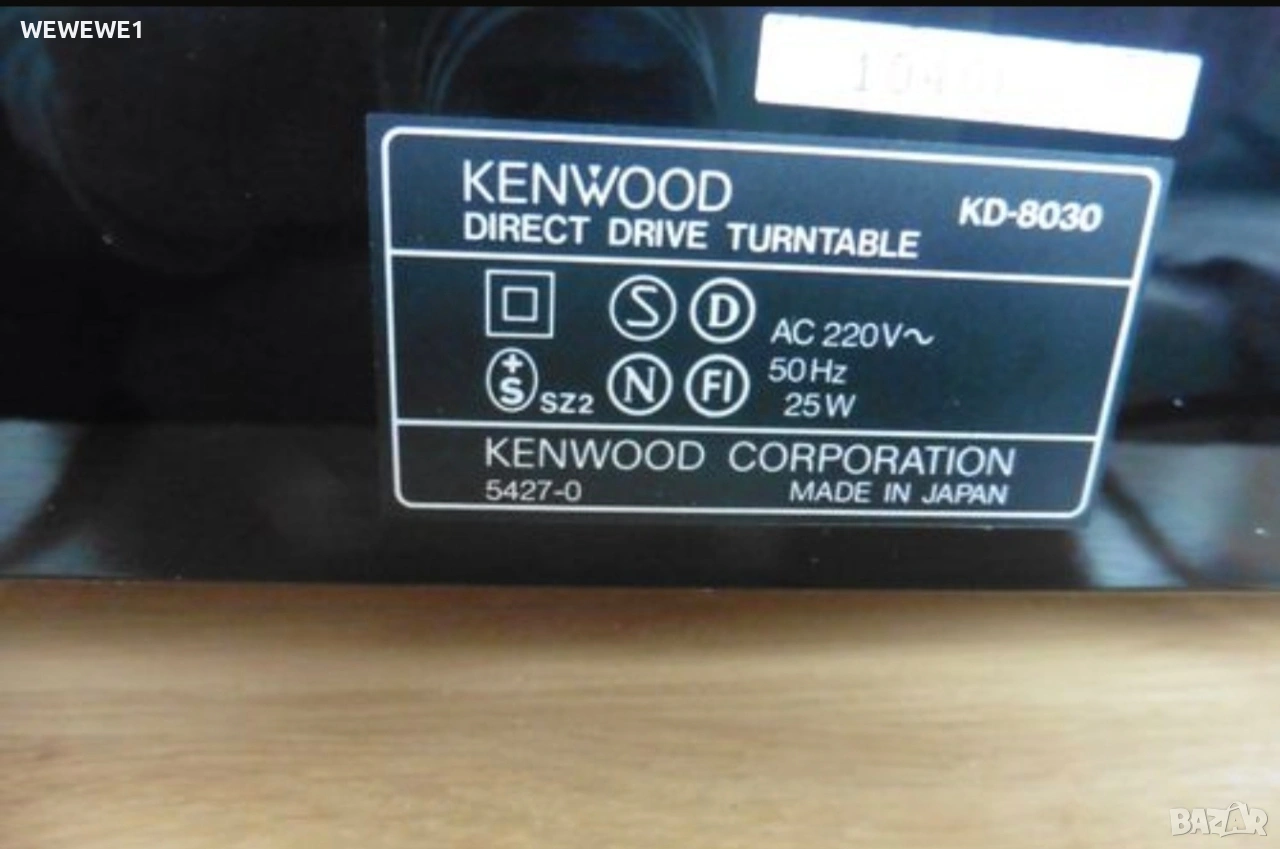 WEWEWE1
KENWOOD
DIRECT DRIVE TURNTABLE
KD-8030
S D
AC 220V~
+
S SZ2
N FI
50Hz
25W
KENWOOD CORPORATION
5427-0
MADE IN JAPAN
BAZAR